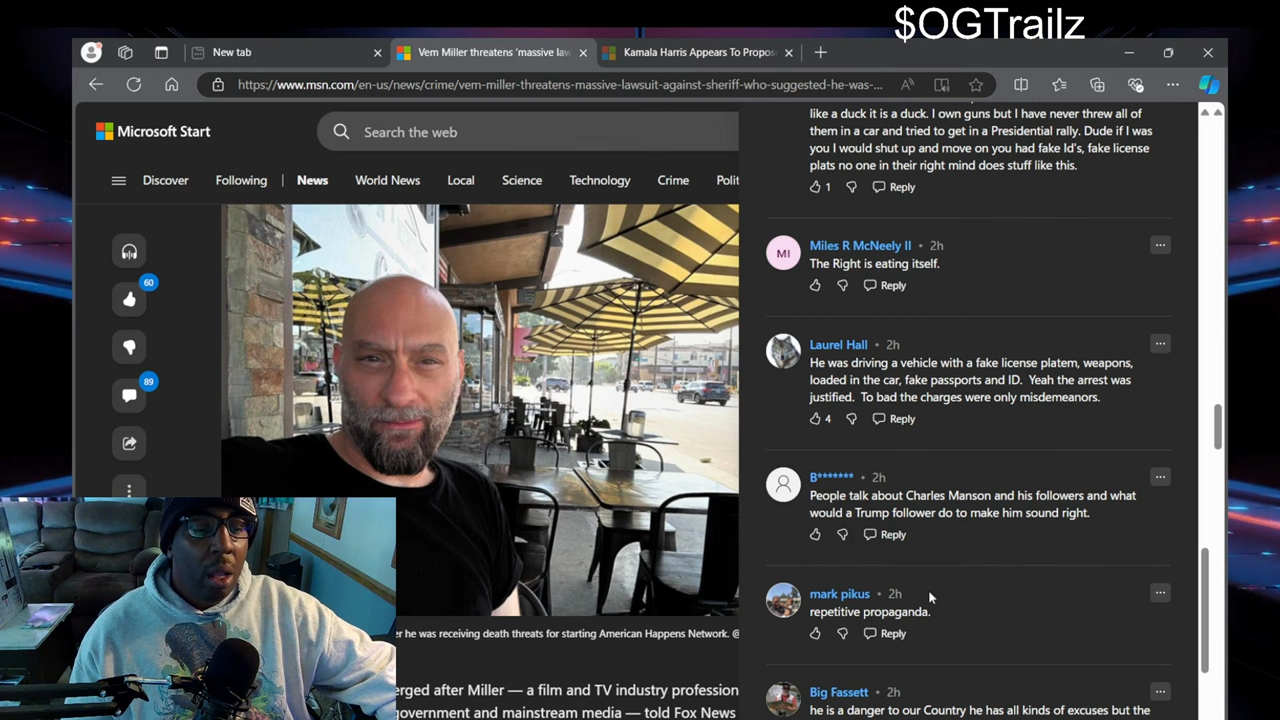 $OGTrailz
New tab
Vem Miller threatens 'massive law
Kamala Harris Appears To Propos
https://www.msn.com/en-us/news/crime/vem-miller-threatens-massive-lawsuit-against-sheriff-who-suggested-he-was-...
Microsoft Start
Search the web
Discover
Following
News
World News
Local
Science
Technology
Crime
Polit
60
89
er he was receiving death threats for starting American Happens Network. @
erged after Miller — a film and TV industry profession
government and mainstream media — told Fox News
like a duck it is a duck. I own guns but I have never threw all of
them in a car and tried to get in a Presidential rally. Dude if I was
you I would shut up and move on you had fake Id's, fake license
plats no one in their right mind does stuff like this.
1 Reply
MI
Miles R McNeely II • 2h
The Right is eating itself.
Reply
Laurel Hall • 2h
He was driving a vehicle with a fake license platem, weapons,
loaded in the car, fake passports and ID. Yeah the arrest was
justified. To bad the charges were only misdemeanors.
4 Reply
B******* • 2h
People talk about Charles Manson and his followers and what
would a Trump follower do to make him sound right.
Reply
mark pikus • 2h
repetitive propaganda.
Reply
Big Fassett • 2h
he is a danger to our Country he has all kinds of excuses but the